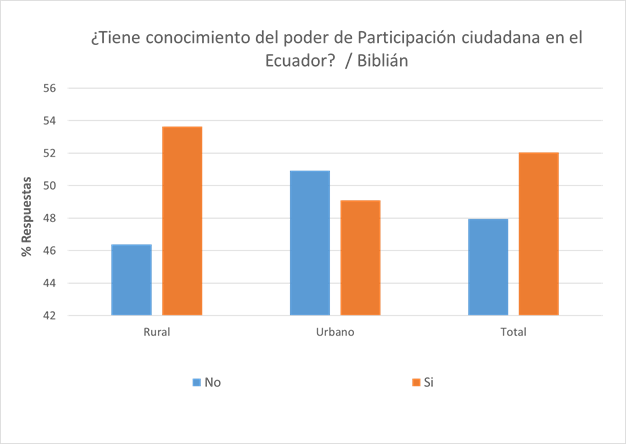 ¿Tiene conocimiento del poder de Participación ciudadana en el
Ecuador?  / Biblián
56
54
52
50
48
46
44
42
% Respuestas
Rural
Urbano
Total
No
Si